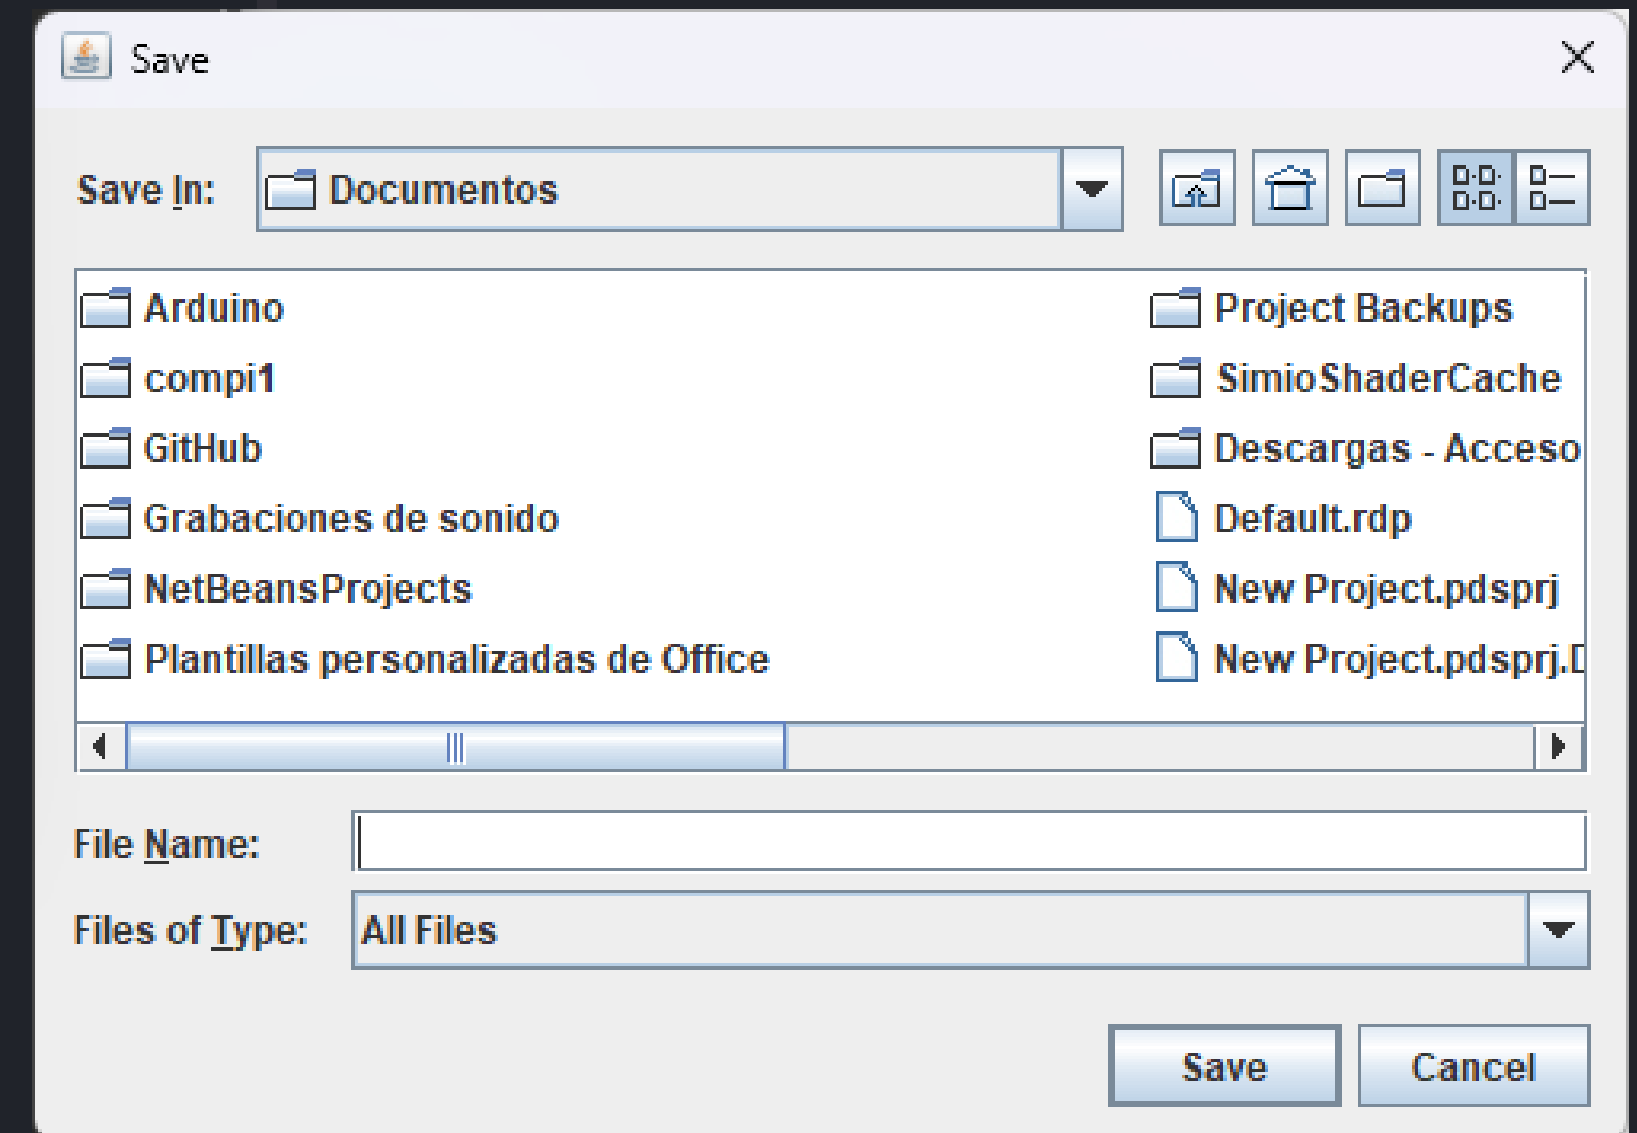 Save
Save In: Documentos
Arduino
compi1
GitHub
Grabaciones de sonido
NetBeansProjects
Plantillas personalizadas de Office
Project Backups
SimioShaderCache
Descargas - Acceso
Default.rdp
New Project.pdsprj
New Project.pdsprj.D
File Name:
Files of Type: All Files
Save Cancel